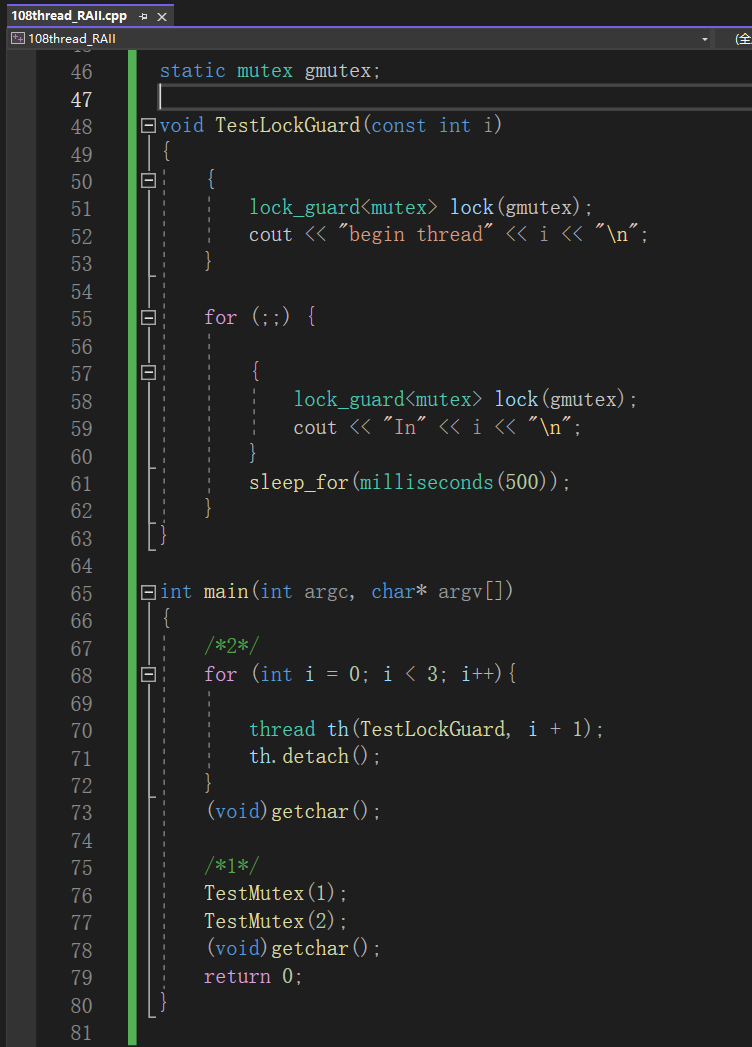 108thread_RAII.cpp
108thread_RAII
(全
46 static mutex gmutex;
47
48 void TestLockGuard(const int i)
49 {
50 {
51 lock_guard<mutex> lock(gmutex);
52 cout << "begin thread" << i << "\n";
53 }
54
55 for (;;) {
56
57 {
58 lock_guard<mutex> lock(gmutex);
59 cout << "In" << i << "\n";
60 }
61 sleep_for(milliseconds(500));
62 }
63 }
64
65 int main(int argc, char* argv[])
66 {
67 /*2*/
68 for (int i = 0; i < 3; i++){
69
70 thread th(TestLockGuard, i + 1);
71 th.detach();
72 }
73 (void)getchar();
74
75 /*1*/
76 TestMutex(1);
77 TestMutex(2);
78 (void)getchar();
79 return 0;
80 }
81